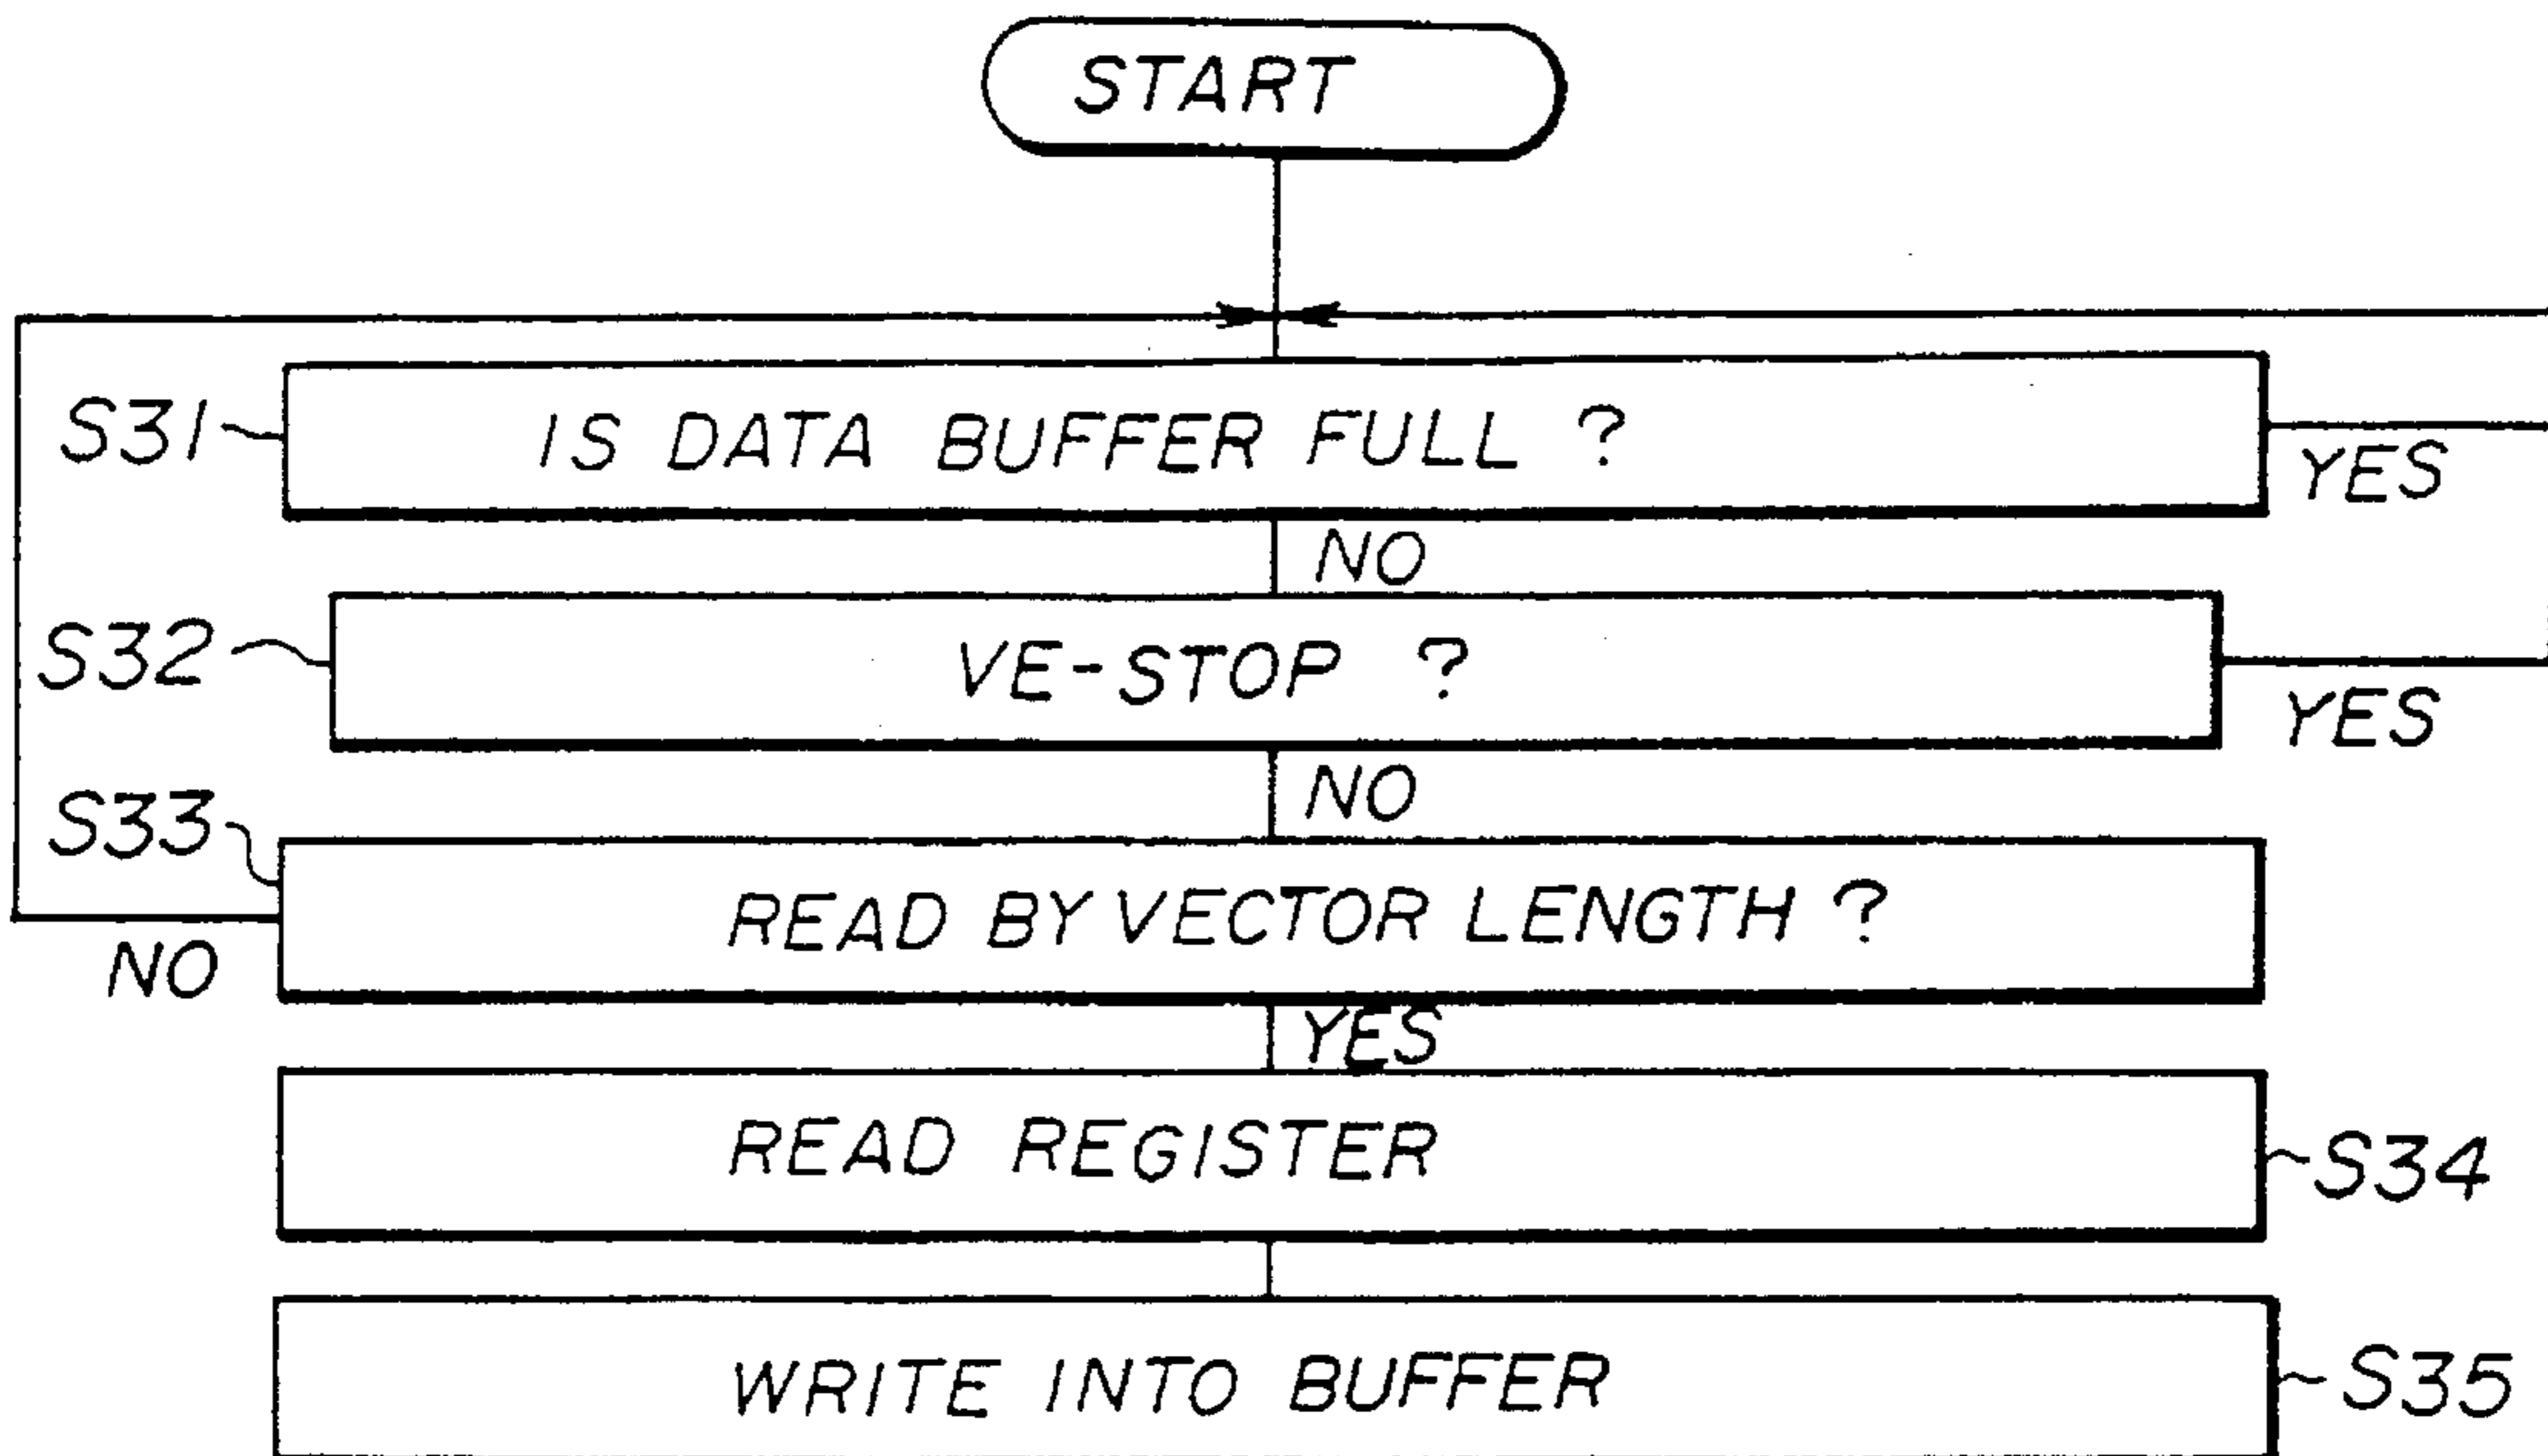 START
S31
IS DATA BUFFER FULL ?
YES
NO
S32
VE-STOP ?
YES
NO
S33
READ BY VECTOR LENGTH ?
NO
YES
READ REGISTER
S34
WRITE INTO BUFFER
S35